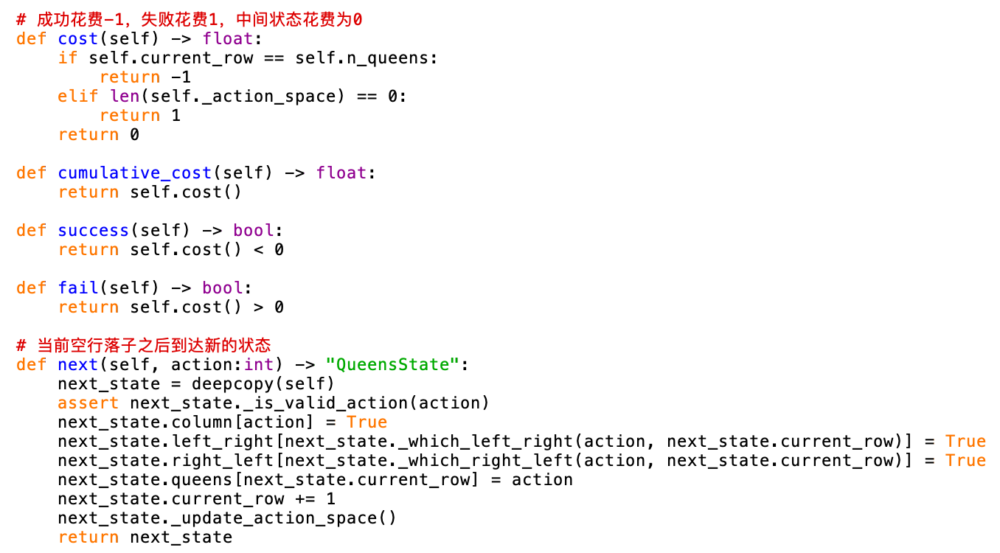 # 成功花费-1，失败花费1，中间状态花费为0
def cost(self) -> float:
    if self.current_row == self.n_queens:
        return -1
    elif len(self._action_space) == 0:
        return 1
    return 0

def cumulative_cost(self) -> float:
    return self.cost()

def success(self) -> bool:
    return self.cost() < 0

def fail(self) -> bool:
    return self.cost() > 0

# 当前空行落子之后到达新的状态
def next(self, action:int) -> "QueensState":
    next_state = deepcopy(self)
    assert next_state._is_valid_action(action)
    next_state.column[action] = True
    next_state.left_right[next_state._which_left_right(action, next_state.current_row)] = True
    next_state.right_left[next_state._which_right_left(action, next_state.current_row)] = True
    next_state.queens[next_state.current_row] = action
    next_state.current_row += 1
    next_state._update_action_space()
    return next_state